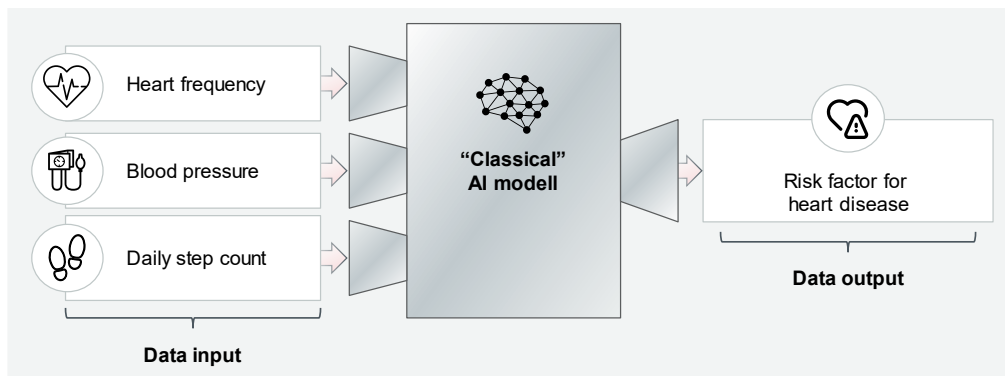 Heart frequency
Blood pressure
Daily step count
Data input
“Classical”
AI modell
Risk factor for
heart disease
Data output